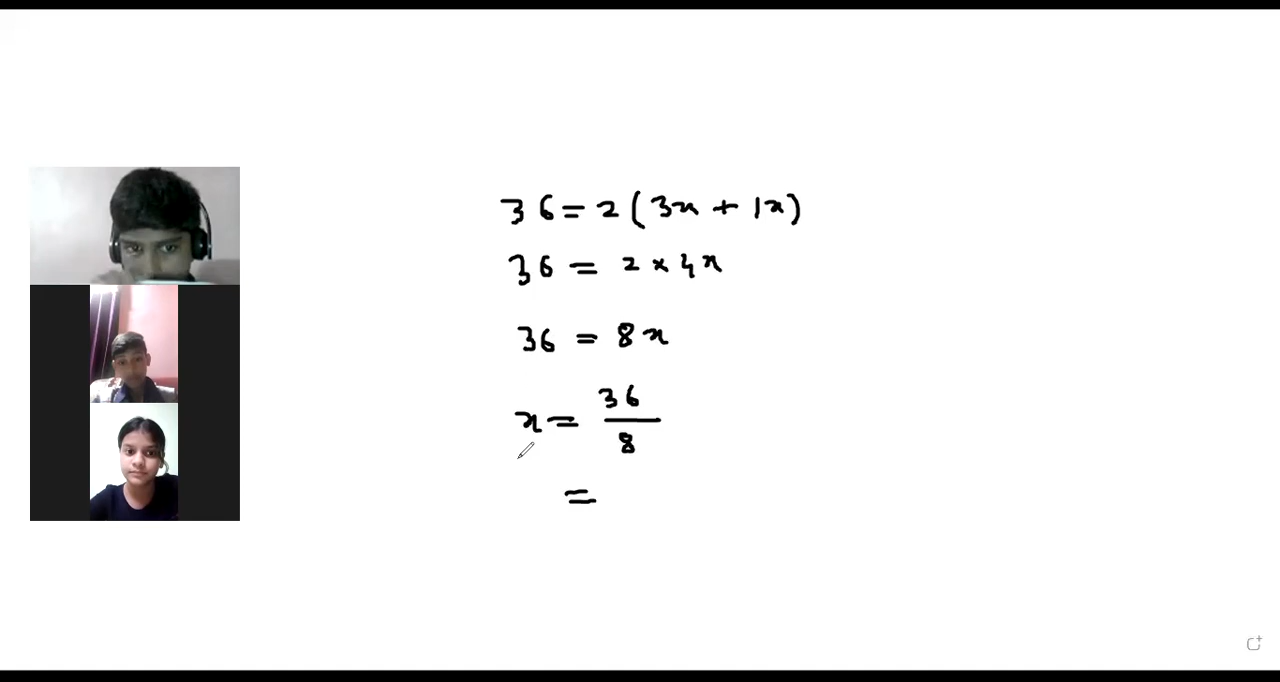 36 = 2 (3x + 1x)
36 = 2 × 4x
36 = 8x
x = 36/8
=